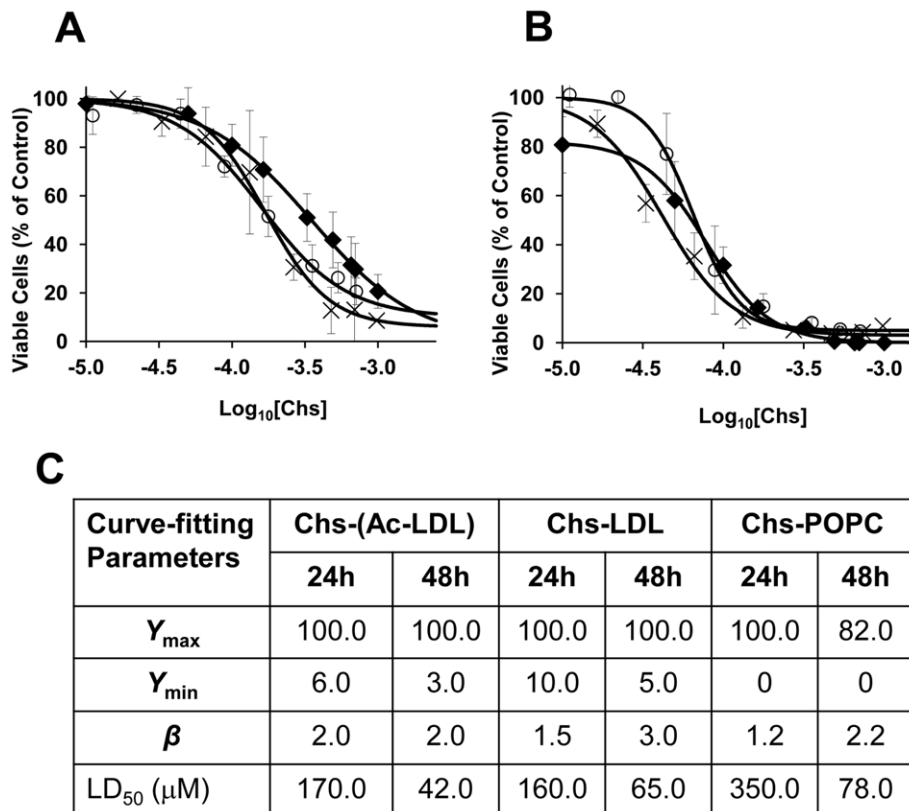 A
Viable Cells (% of Control)
100
80
60
40
20
0
-5.0 -4.5 -4.0 -3.5 -3.0
Log10[Chs]
B
Viable Cells (% of Control)
100
80
60
40
20
0
-5.0 -4.5 -4.0 -3.5 -3.0
Log10[Chs]
C
Curve-fitting Parameters Chs-(Ac-LDL) Chs-LDL Chs-POPC
24h 48h 24h 48h 24h 48h
Ymax 100.0 100.0 100.0 100.0 100.0 82.0
Ymin 6.0 3.0 10.0 5.0 0 0
β 2.0 2.0 1.5 3.0 1.2 2.2
LD50 (μM) 170.0 42.0 160.0 65.0 350.0 78.0